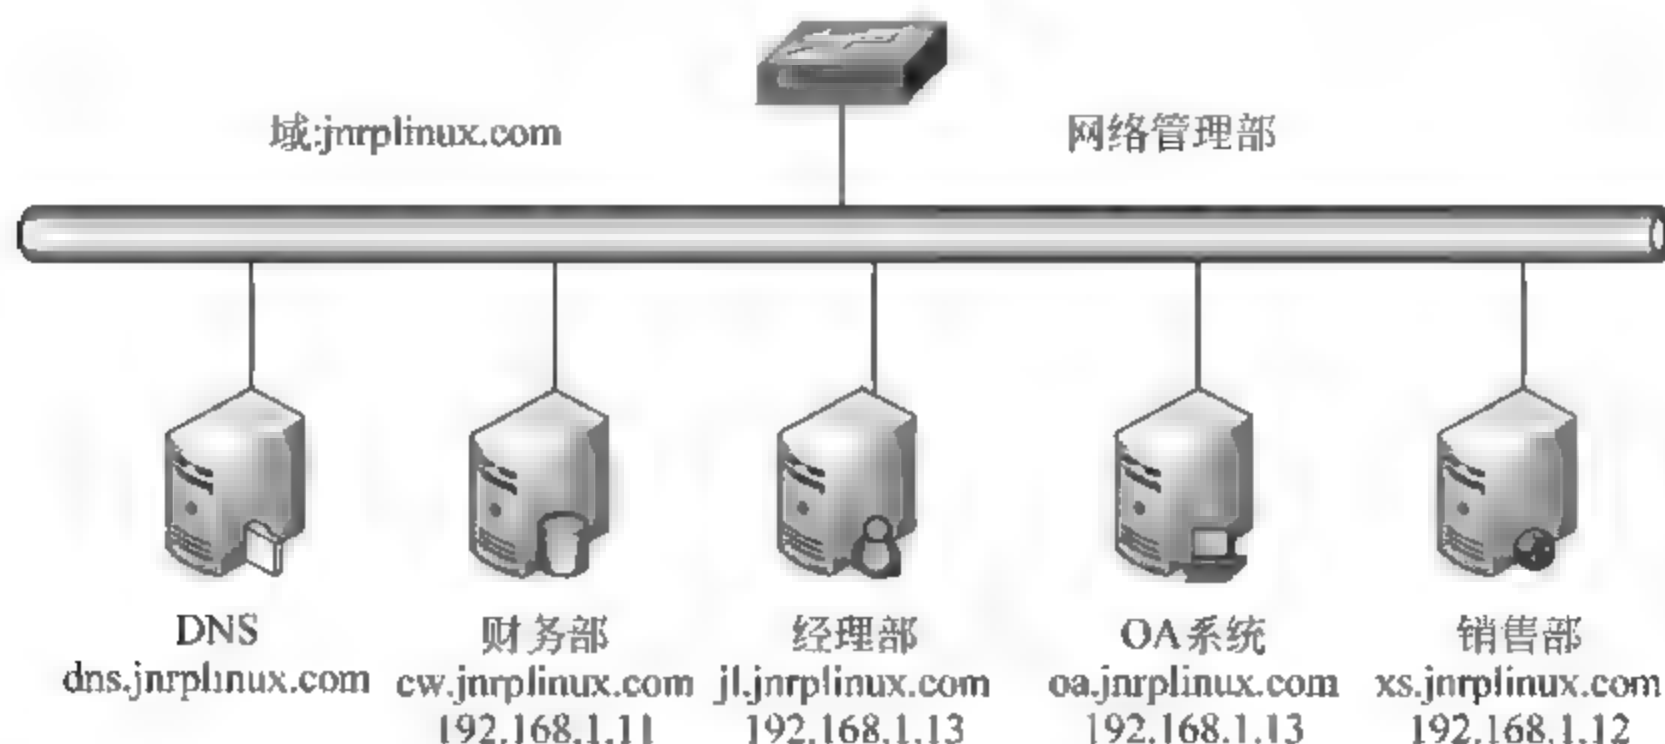 域:jnrplinux.com
网络管理部
DNS
dns.jnrplinux.com
财务部
cw.jnrplinux.com
192.168.1.11
经理部
jl.jnrplinux.com
192.168.1.13
OA系统
oa.jnrplinux.com
192.168.1.13
销售部
xs.jnrplinux.com
192.168.1.12